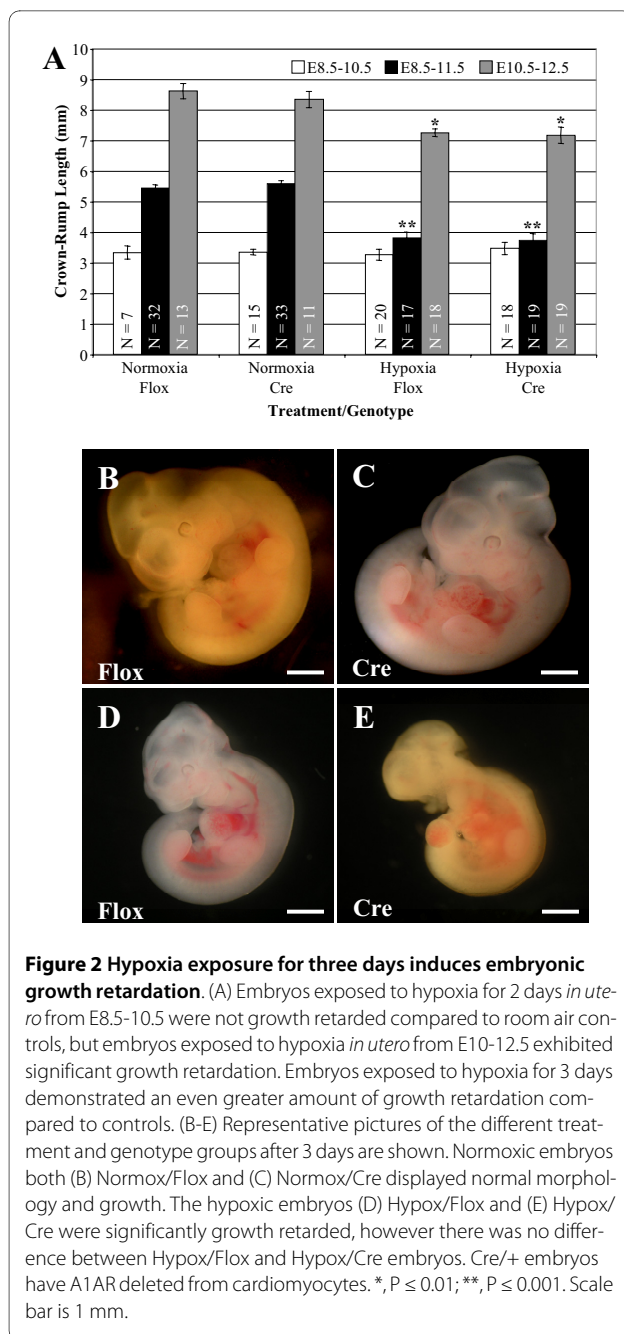 A
10
9
8
7
6
5
4
3
2
1
0
Crown-Rump Length (mm)
E8.5-10.5 E8.5-11.5 E10.5-12.5
* *
** **
N = 7 N = 32 N = 13 N = 15 N = 33 N = 11 N = 20 N = 17 N = 18 N = 18 N = 19 N = 19
Normoxia Normoxia Hypoxia Hypoxia
Flox Cre Flox Cre
Treatment/Genotype
B C
Flox Cre
D E
Flox Cre
Figure 2 Hypoxia exposure for three days induces embryonic
growth retardation. (A) Embryos exposed to hypoxia for 2 days in ute-
ro from E8.5-10.5 were not growth retarded compared to room air con-
trols, but embryos exposed to hypoxia in utero from E10-12.5 exhibited
significant growth retardation. Embryos exposed to hypoxia for 3 days
demonstrated an even greater amount of growth retardation com-
pared to controls. (B-E) Representative pictures of the different treat-
ment and genotype groups after 3 days are shown. Normoxic embryos
both (B) Normox/Flox and (C) Normox/Cre displayed normal morphol-
ogy and growth. The hypoxic embryos (D) Hypox/Flox and (E) Hypox/
Cre were significantly growth retarded, however there was no differ-
ence between Hypox/Flox and Hypox/Cre embryos. Cre/+ embryos
have A1AR deleted from cardiomyocytes. *, P ≤ 0.01; **, P ≤ 0.001. Scale
bar is 1 mm.